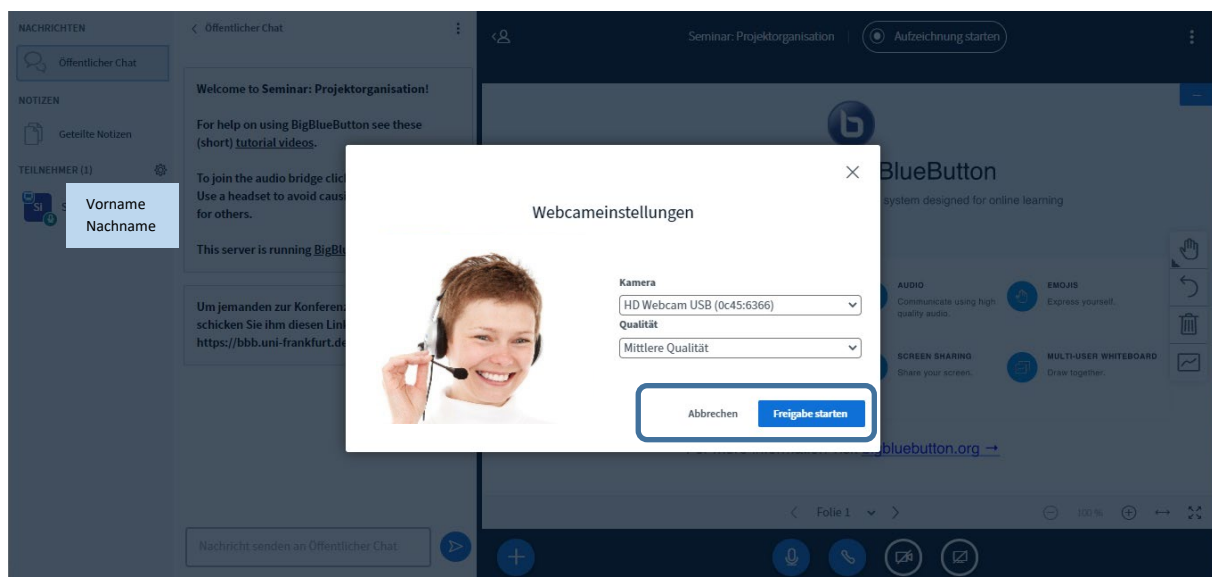 NACHRICHTEN
Öffentlicher Chat
NOTIZEN
Geteilte Notizen
TEILNEHMER (1)
SI
Vorname
Nachname
Öffentlicher Chat
Welcome to Seminar: Projektorganisation!
For help on using BigBlueButton see these
(short) tutorial videos.
To join the audio bridge
Use a headset to avoid
for others.
This server is running
Um jemanden zur
schicken Sie ihm diesen
https://bbb.uni-frankfurt.de
Nachricht senden an Öffentlicher Chat
Seminar: Projektorganisation
Aufzeichnung starten
b
BlueButton
system designed for online learning
AUDIO
Communicate using high
quality audio.
EMOJIS
Express yourself.
SCREEN SHARING
Share your screen.
MULTI-USER WHITEBOARD
Draw together.
bluebutton.org →
Folie 1
100 %
Webcameinstellungen
Kamera
HD Webcam USB (0c45:6366)
Qualität
Mittlere Qualität
Abbrechen
Freigabe starten